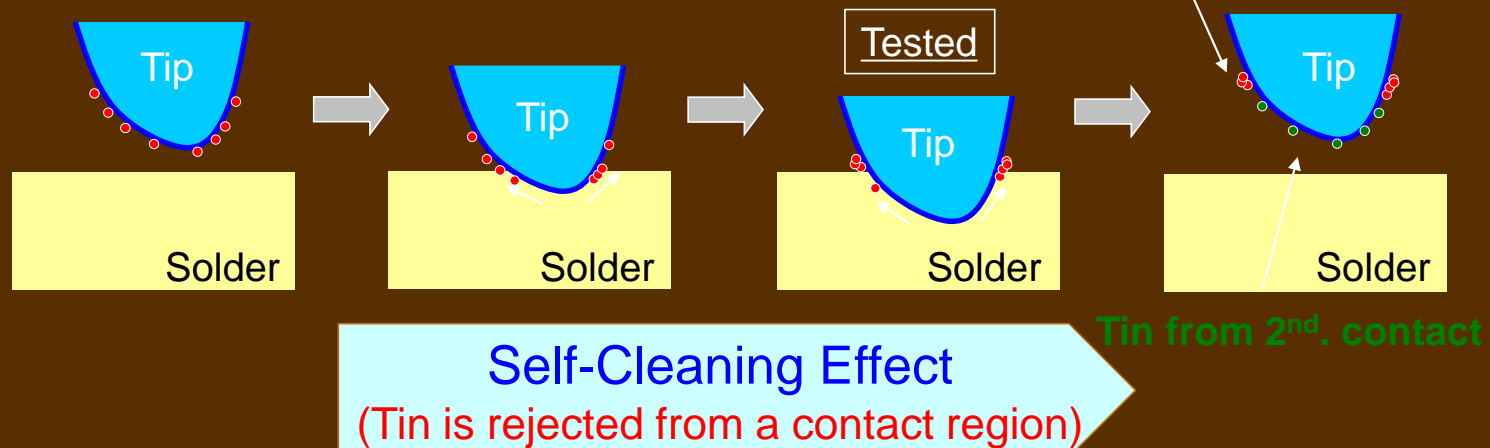 Tested
Tip
Tip
Tip
Tip
Solder
Solder
Solder
Solder
Tin from 2nd. contact
Self-Cleaning Effect
(Tin is rejected from a contact region)